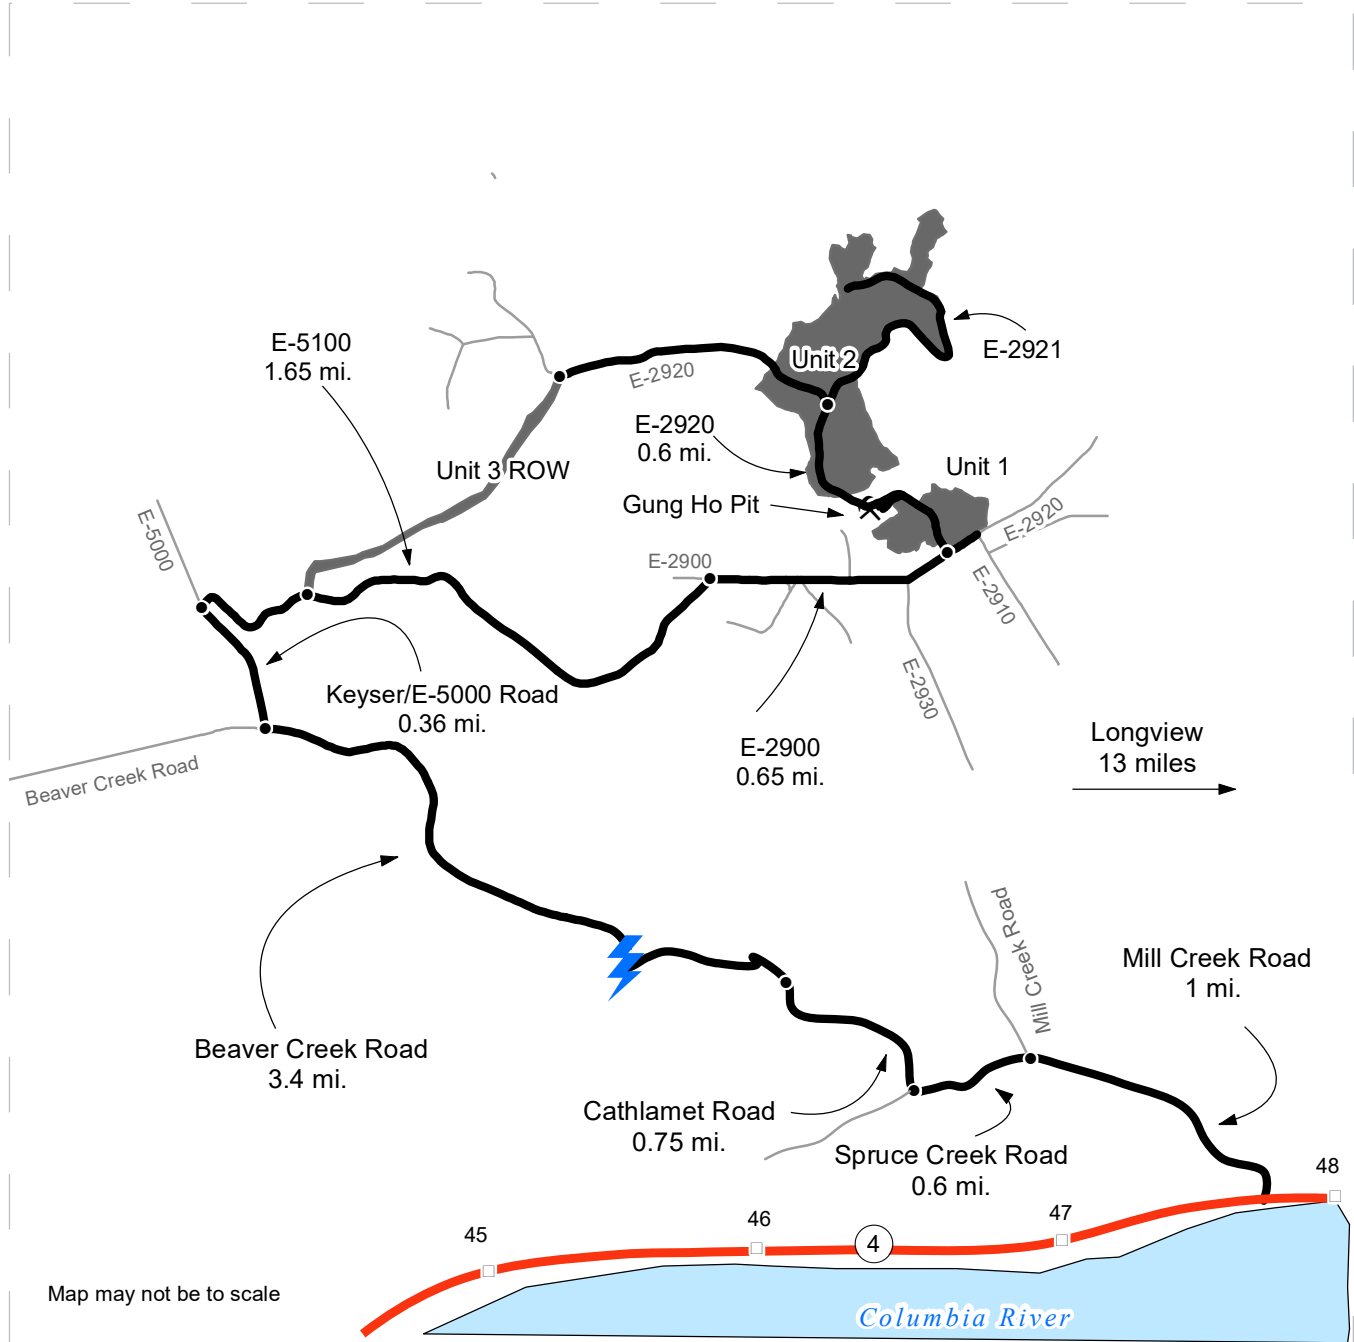 E-5100
1.65 mi.
E-2920
Unit 2
E-2921
E-2920
0.6 mi.
Unit 3 ROW
Unit 1
Gung Ho Pit
E-5000
E-2920
E-2900
E-2910
Keyser/E-5000 Road
0.36 mi.
E-2930
E-2900
0.65 mi.
Longview
13 miles
Beaver Creek Road
Mill Creek Road
Mill Creek Road
1 mi.
Beaver Creek Road
3.4 mi.
Cathlamet Road
0.75 mi.
Spruce Creek Road
0.6 mi.
48
47
46
45
4
Map may not be to scale
Columbia River